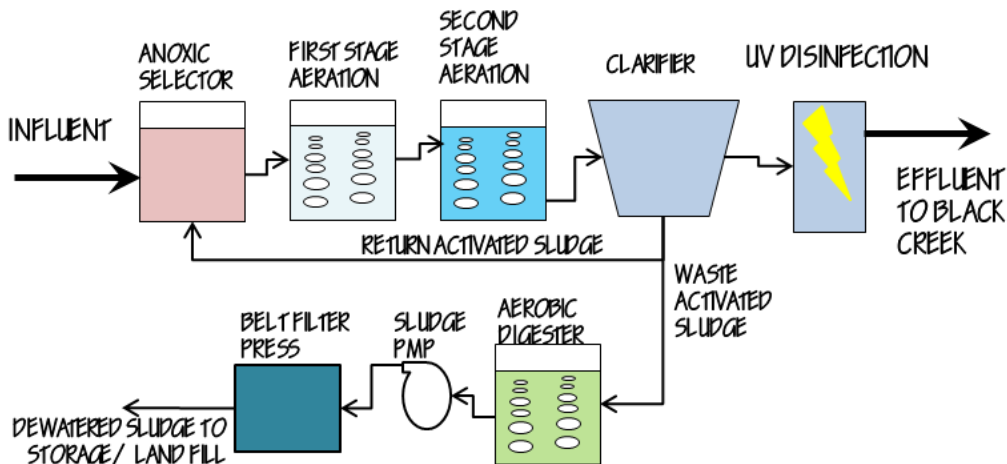 ANOXIC
SELECTOR
FIRST STAGE
AERATION
SECOND
STAGE
AERATION
CLARIFIER
UV DISINFECTION
INFLUENT
EFFLUENT
TO BLACK
CREEK
RETURN ACTIVATED SLUDGE
WASTE
ACTIVATED
SLUDGE
BELT FILTER
PRESS
SLUDGE
PMP
AEROBIC
DIGESTER
DEWATERED SLUDGE TO
STORAGE/ LAND FILL